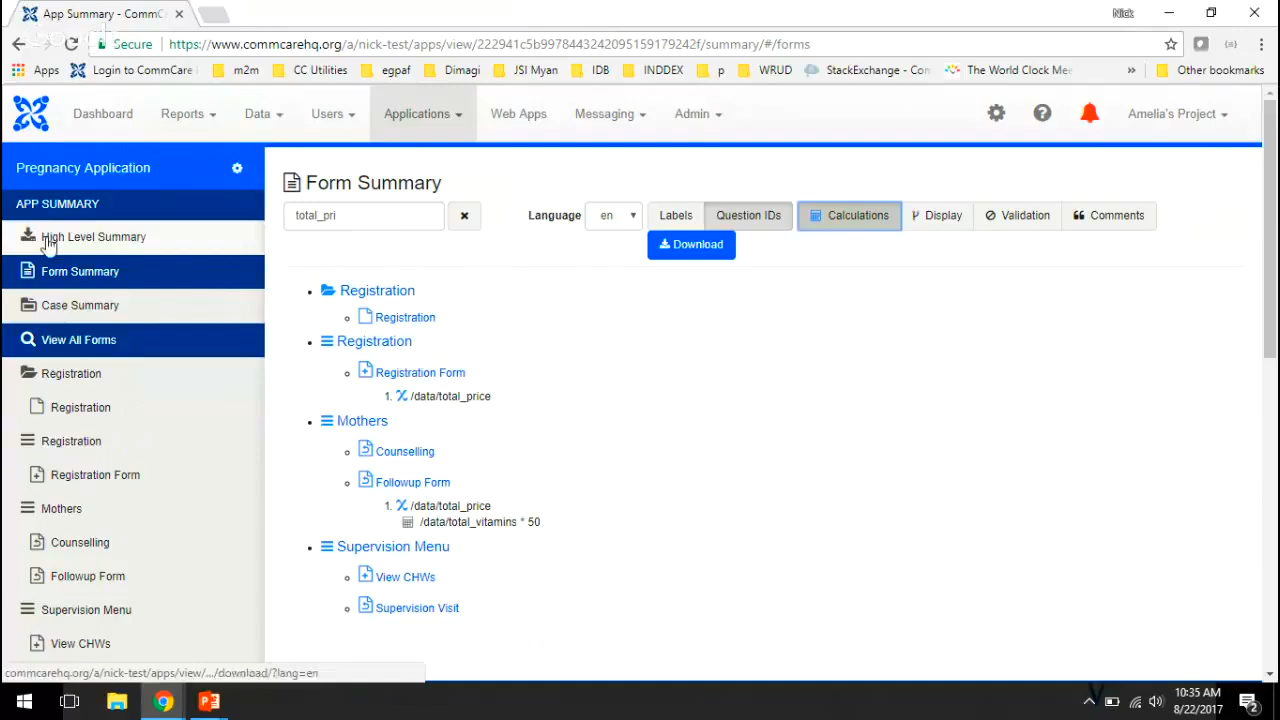 App Summary - CommC
Nick
Secure
https://www.commcarehq.org/a/nick-test/apps/view/222941c5b9978443242095159179242f/summary/#/forms
Apps
Login to CommCare
m2m
CC Utilities
egpaf
Dimagi
JSI Myan
IDB
INDDEX
p
WRUD
StackExchange - Con
The World Clock Me
»
Other bookmarks
Dashboard
Reports
Data
Users
Applications
Web Apps
Messaging
Admin
Amelia's Project
Pregnancy Application
APP SUMMARY
High Level Summary
Form Summary
Case Summary
View All Forms
Registration
Registration
Registration
Registration Form
Mothers
Counselling
Followup Form
Supervision Menu
View CHWs
Form Summary
total_pri
Language
en
Labels
Question IDs
Calculations
Display
Validation
Comments
Download
Registration
Registration
Registration
Registration Form
1. /data/total_price
Mothers
Counselling
Followup Form
1. /data/total_price
/data/total_vitamins * 50
Supervision Menu
View CHWs
Supervision Visit
commcarehq.org/a/nick-test/apps/view/.../download/?lang=en
10:35 AM
8/22/2017
2